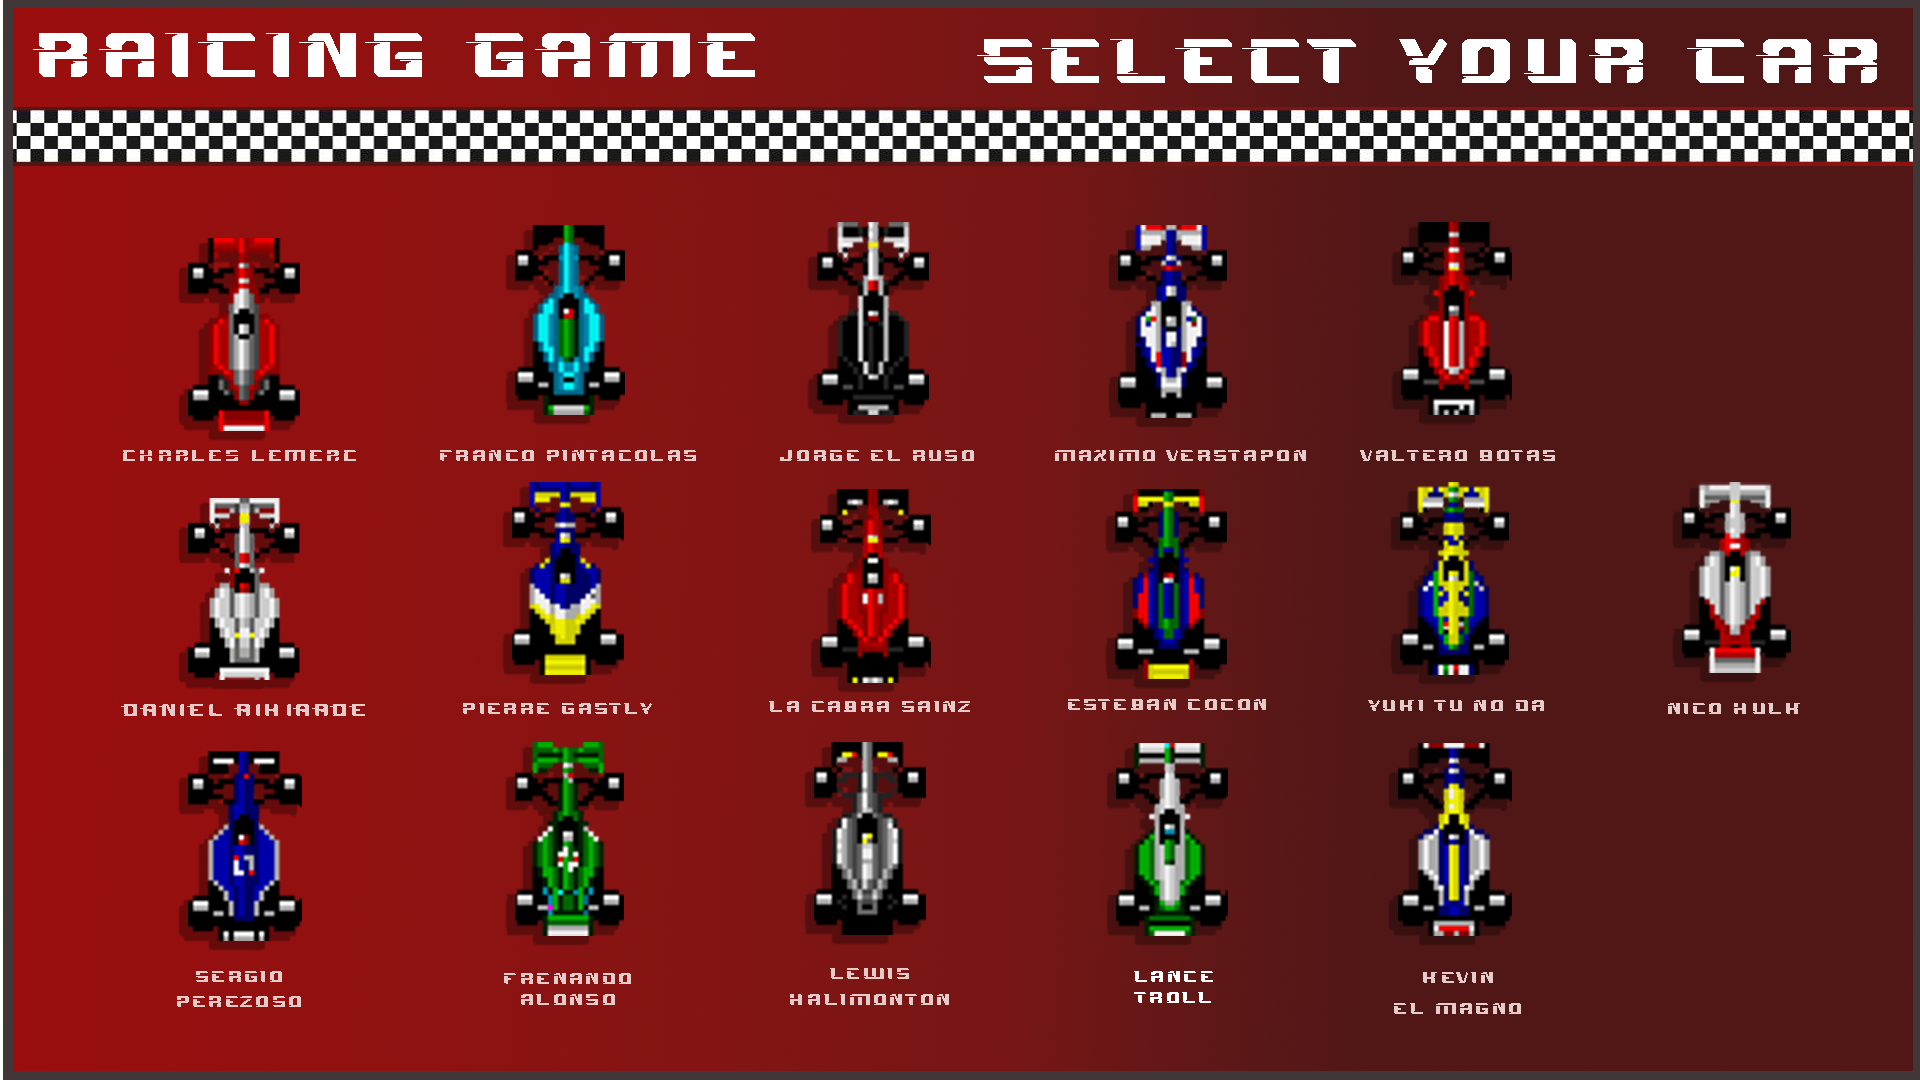 RAICING GAME
SELECT YOUR CAR
CHARLES LEMERC
FRANCO PINTACOLAS
JORGE EL RUSO
MAXIMO VERSTAPON
VALTERO BOTAS
DANIEL RIHIARDE
PIERRE GASTLY
LA CABRA SAINZ
ESTEBAN COCON
YUKI TU NO DA
NICO HULK
SERGIO
PEREZOSO
FRENANDO
ALONSO
LEWIS
HALIMONTON
LANCE
TROLL
KEVIN
EL MAGNO